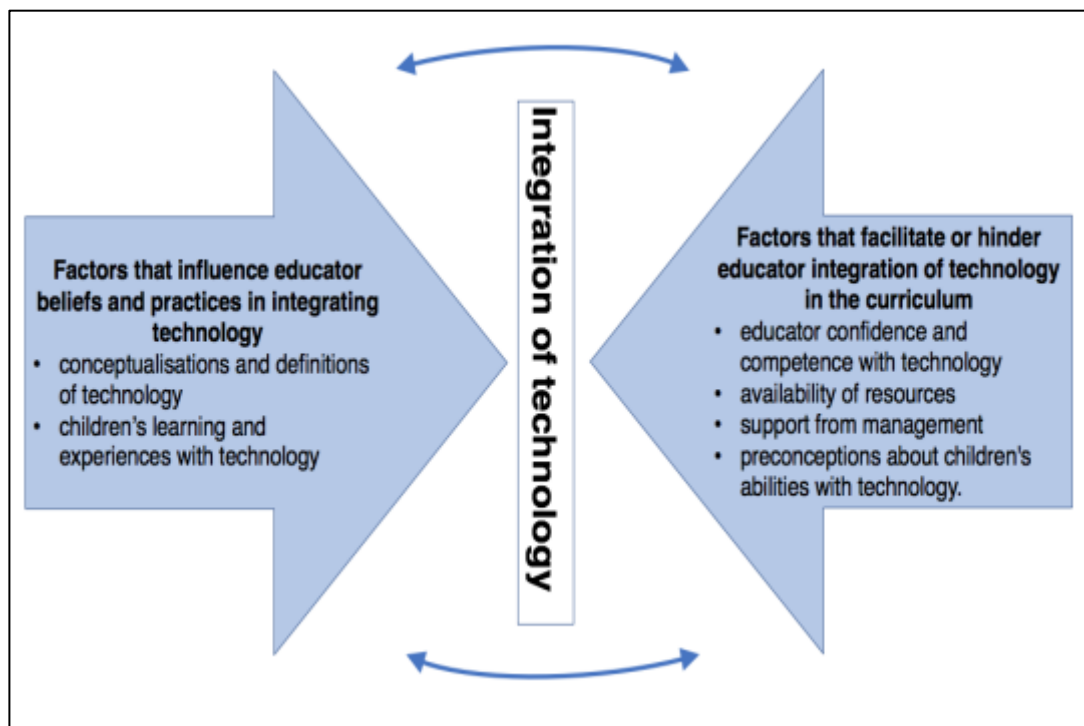 Factors that influence educator
beliefs and practices in integrating
technology
• conceptualisations and definitions
of technology
• children's learning and
experiences with technology
Integration of technology
Factors that facilitate or hinder
educator integration of technology
in the curriculum
• educator confidence and
competence with technology
• availability of resources
• support from management
• preconceptions about children's
abilities with technology.